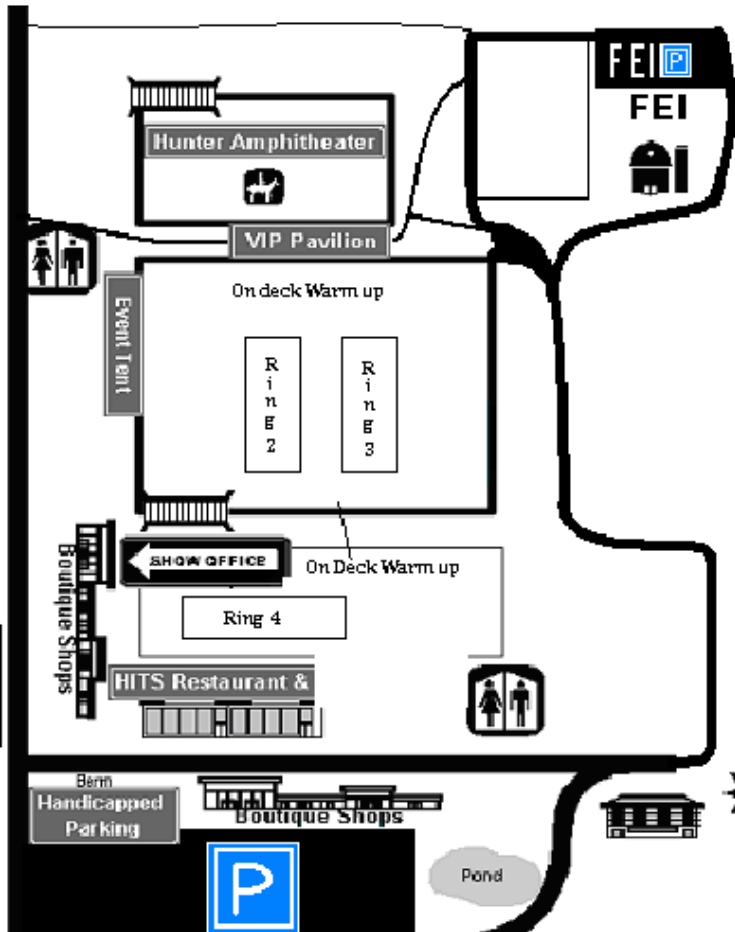 FEI P
FEI
Hunter Amphitheater
VIP Pavilion
On deck Warm up
Event Tent
Ring 2
Ring 3
SHOW OFFICE
On Deck Warm up
Boutique Shops
Ring 4
HITS Restaurant &
Berm
Handicapped
Parking
Boutique Shops
P
Pond